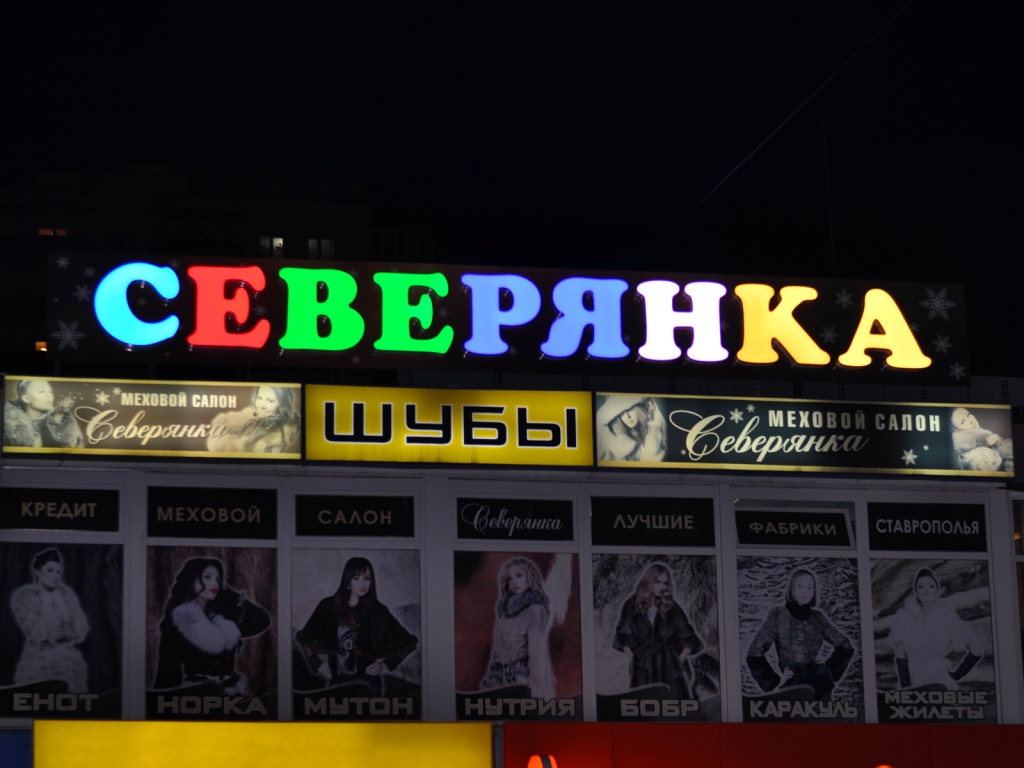 СЕВЕРЯНКА
МЕХОВОЙ САЛОН
Северянка
ШУБЫ
МЕХОВОЙ САЛОН
Северянка
КРЕДИТ
МЕХОВОЙ
САЛОН
Северянка
ЛУЧШИЕ
ФАБРИКИ
СТАВРОПОЛЬЯ
ЕНОТ
НОРКА
МУТОН
НУТРИЯ
БОБР
КАРАКУЛЬ
МЕХОВЫЕ
ЖИЛЕТЫ